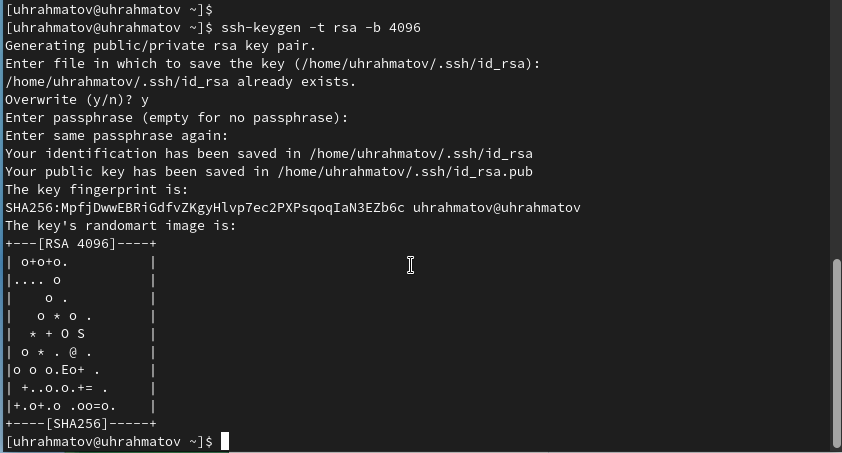 [uhrahmatov@uhrahmatov ~]$
[uhrahmatov@uhrahmatov ~]$ ssh-keygen -t rsa -b 4096
Generating public/private rsa key pair.
Enter file in which to save the key (/home/uhrahmatov/.ssh/id_rsa):
/home/uhrahmatov/.ssh/id_rsa already exists.
Overwrite (y/n)? y
Enter passphrase (empty for no passphrase):
Enter same passphrase again:
Your identification has been saved in /home/uhrahmatov/.ssh/id_rsa
Your public key has been saved in /home/uhrahmatov/.ssh/id_rsa.pub
The key fingerprint is:
SHA256:MpfjDwwEBRiGdfvZKgyHlvp7ec2PXPsqoqIaN3EZb6c uhrahmatov@uhrahmatov
The key's randomart image is:
+---[RSA 4096]----+
| o+o+o.          |
|.... o           |
|    o .          |
|   o * o .       |
|  * + O S        |
| o * . @ .       |
|o o o.Eo+ .      |
| +..o.o.+= .     |
|+.o+.o .oo=o.    |
+----[SHA256]-----+
[uhrahmatov@uhrahmatov ~]$